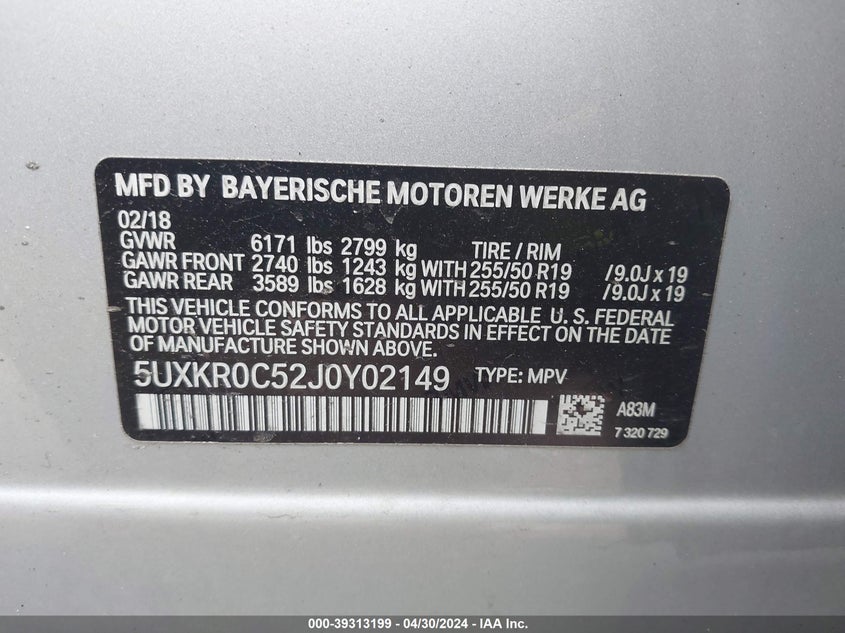 MFD BY BAYERISCHE MOTOREN WERKE AG
02/18
GVWR 6171 lbs 2799 kg TIRE / RIM
GAWR FRONT 2740 lbs 1243 kg WITH 255/50 R19 /9.0J x 19
GAWR REAR 3589 lbs 1628 kg WITH 255/50 R19 /9.0J x 19
THIS VEHICLE CONFORMS TO ALL APPLICABLE U. S. FEDERAL
MOTOR VEHICLE SAFETY STANDARDS IN EFFECT ON THE DATE
OF MANUFACTURE SHOWN ABOVE.
5UXKR0C52J0Y02149 TYPE: MPV
A83M
7 320 729
000-39313199 - 04/30/2024 - IAA Inc.